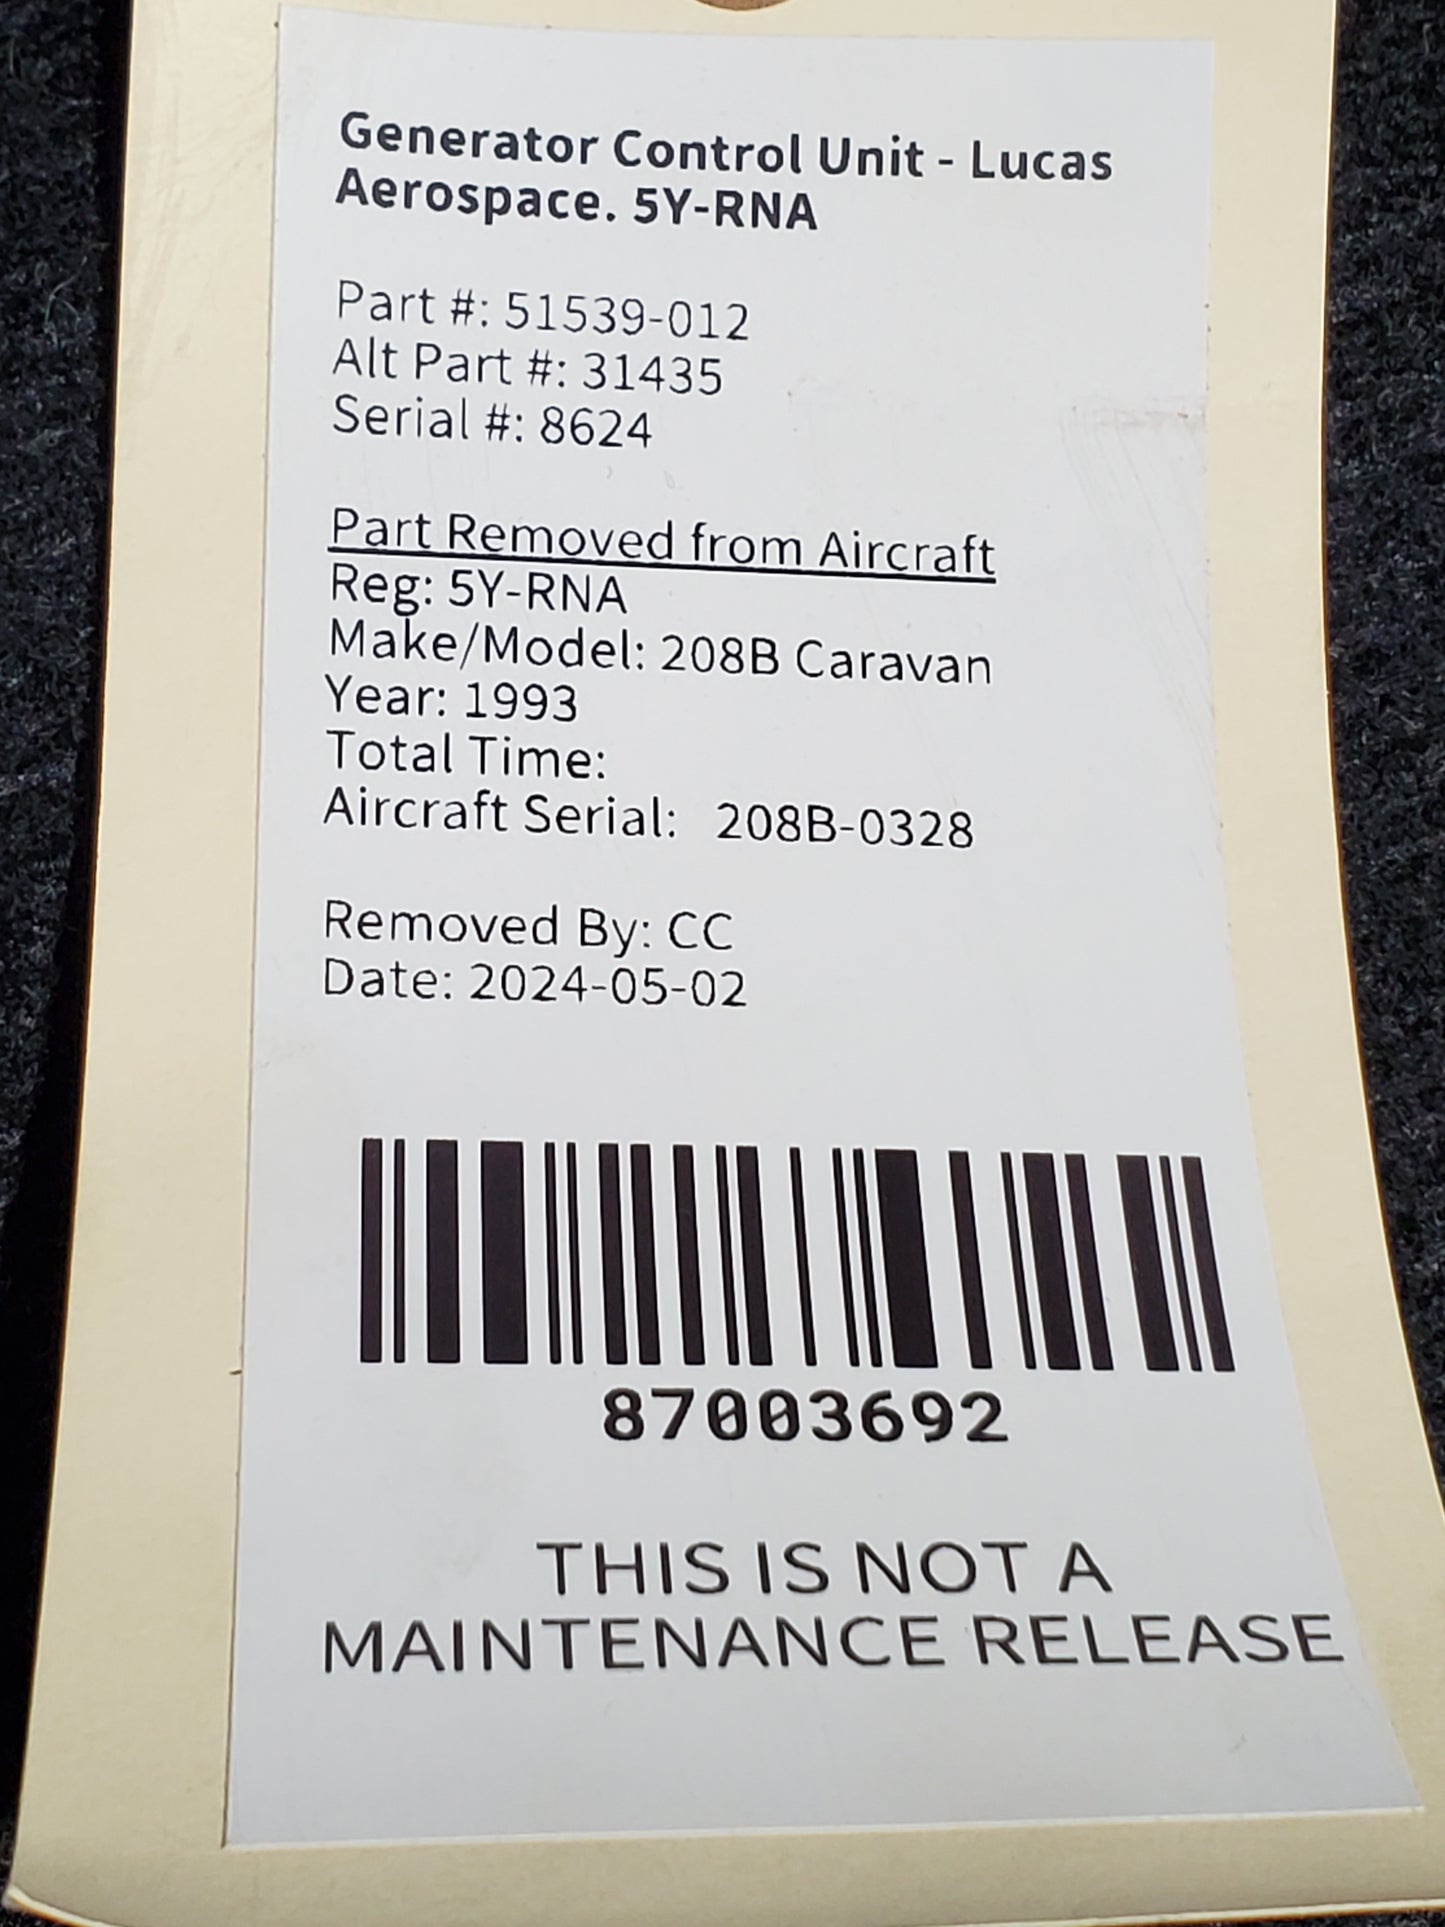 Generator Control Unit - Lucas
Aerospace. 5Y-RNA
Part #: 51539-012
Alt Part #: 31435
Serial #: 8624
Part Removed from Aircraft
Reg: 5Y-RNA
Make/Model: 208B Caravan
Year: 1993
Total Time:
Aircraft Serial: 208B-0328
Removed By: CC
Date: 2024-05-02
87003692
THIS IS NOT A
MAINTENANCE RELEASE